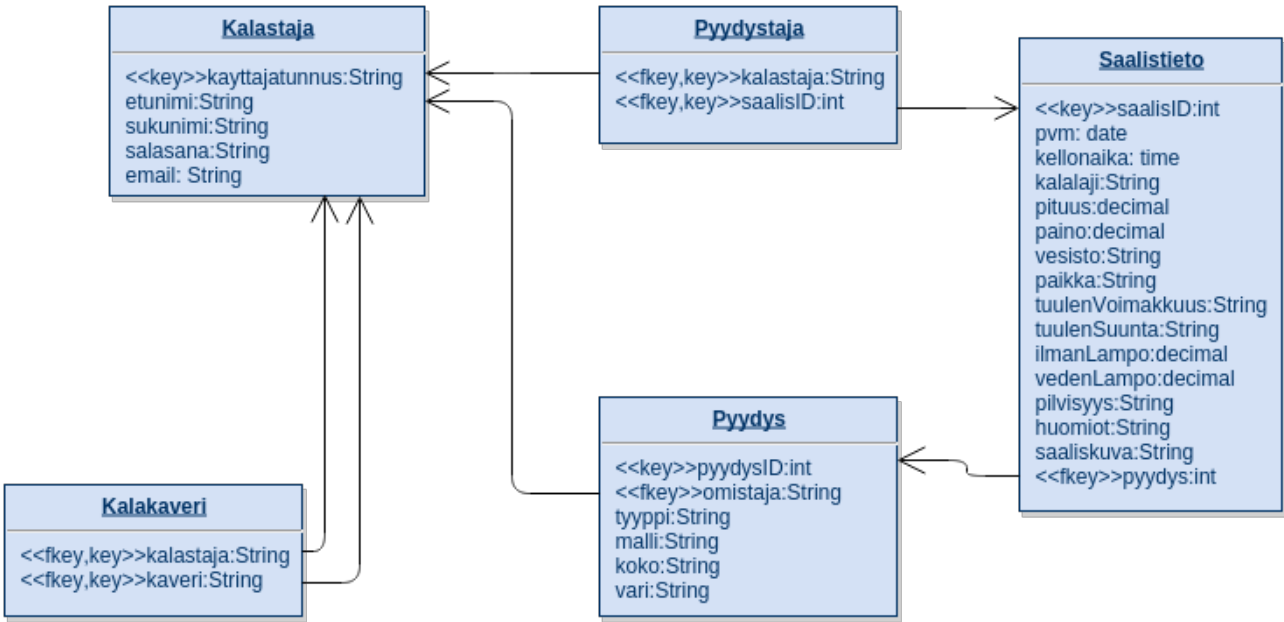 Kalastaja
<<key>>kayttajatunnus:String
etunimi:String
sukunimi:String
salasana:String
email: String
Pyydystaja
<<fkey,key>>kalastaja:String
<<fkey,key>>saalisID:int
Saalistieto
<<key>>saalisID:int
pvm: date
kellonaika: time
kalalaji:String
pituus:decimal
paino:decimal
vesisto:String
paikka:String
tuulenVoimakkuus:String
tuulenSuunta:String
ilmanLampo:decimal
vedenLampo:decimal
pilvisyys:String
huomiot:String
saaliskuva:String
<<fkey>>pyydys:int
Kalakaveri
<<fkey,key>>kalastaja:String
<<fkey,key>>kaveri:String
Pyydys
<<key>>pyydysID:int
<<fkey>>omistaja:String
tyyppi:String
malli:String
koko:String
vari:String